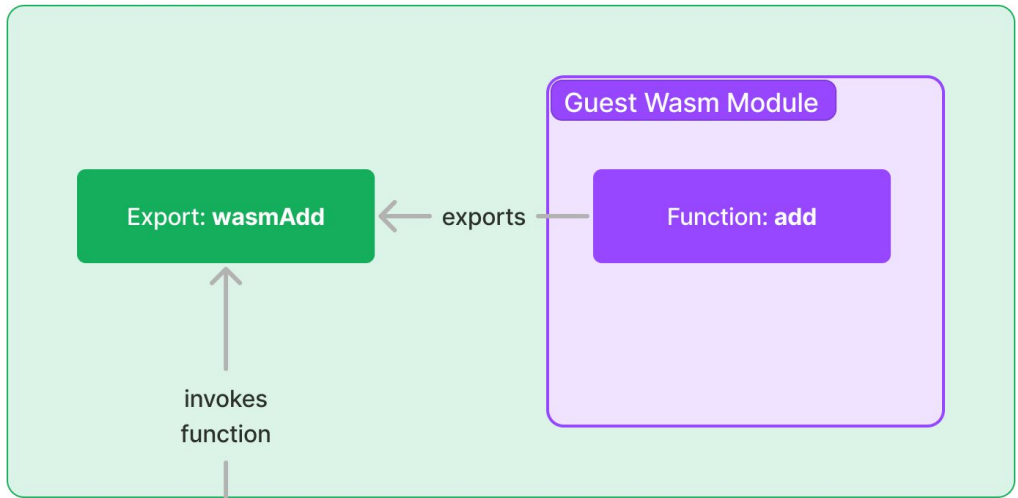 Guest Wasm Module
Export: wasmAdd
exports
Function: add
invokes
function